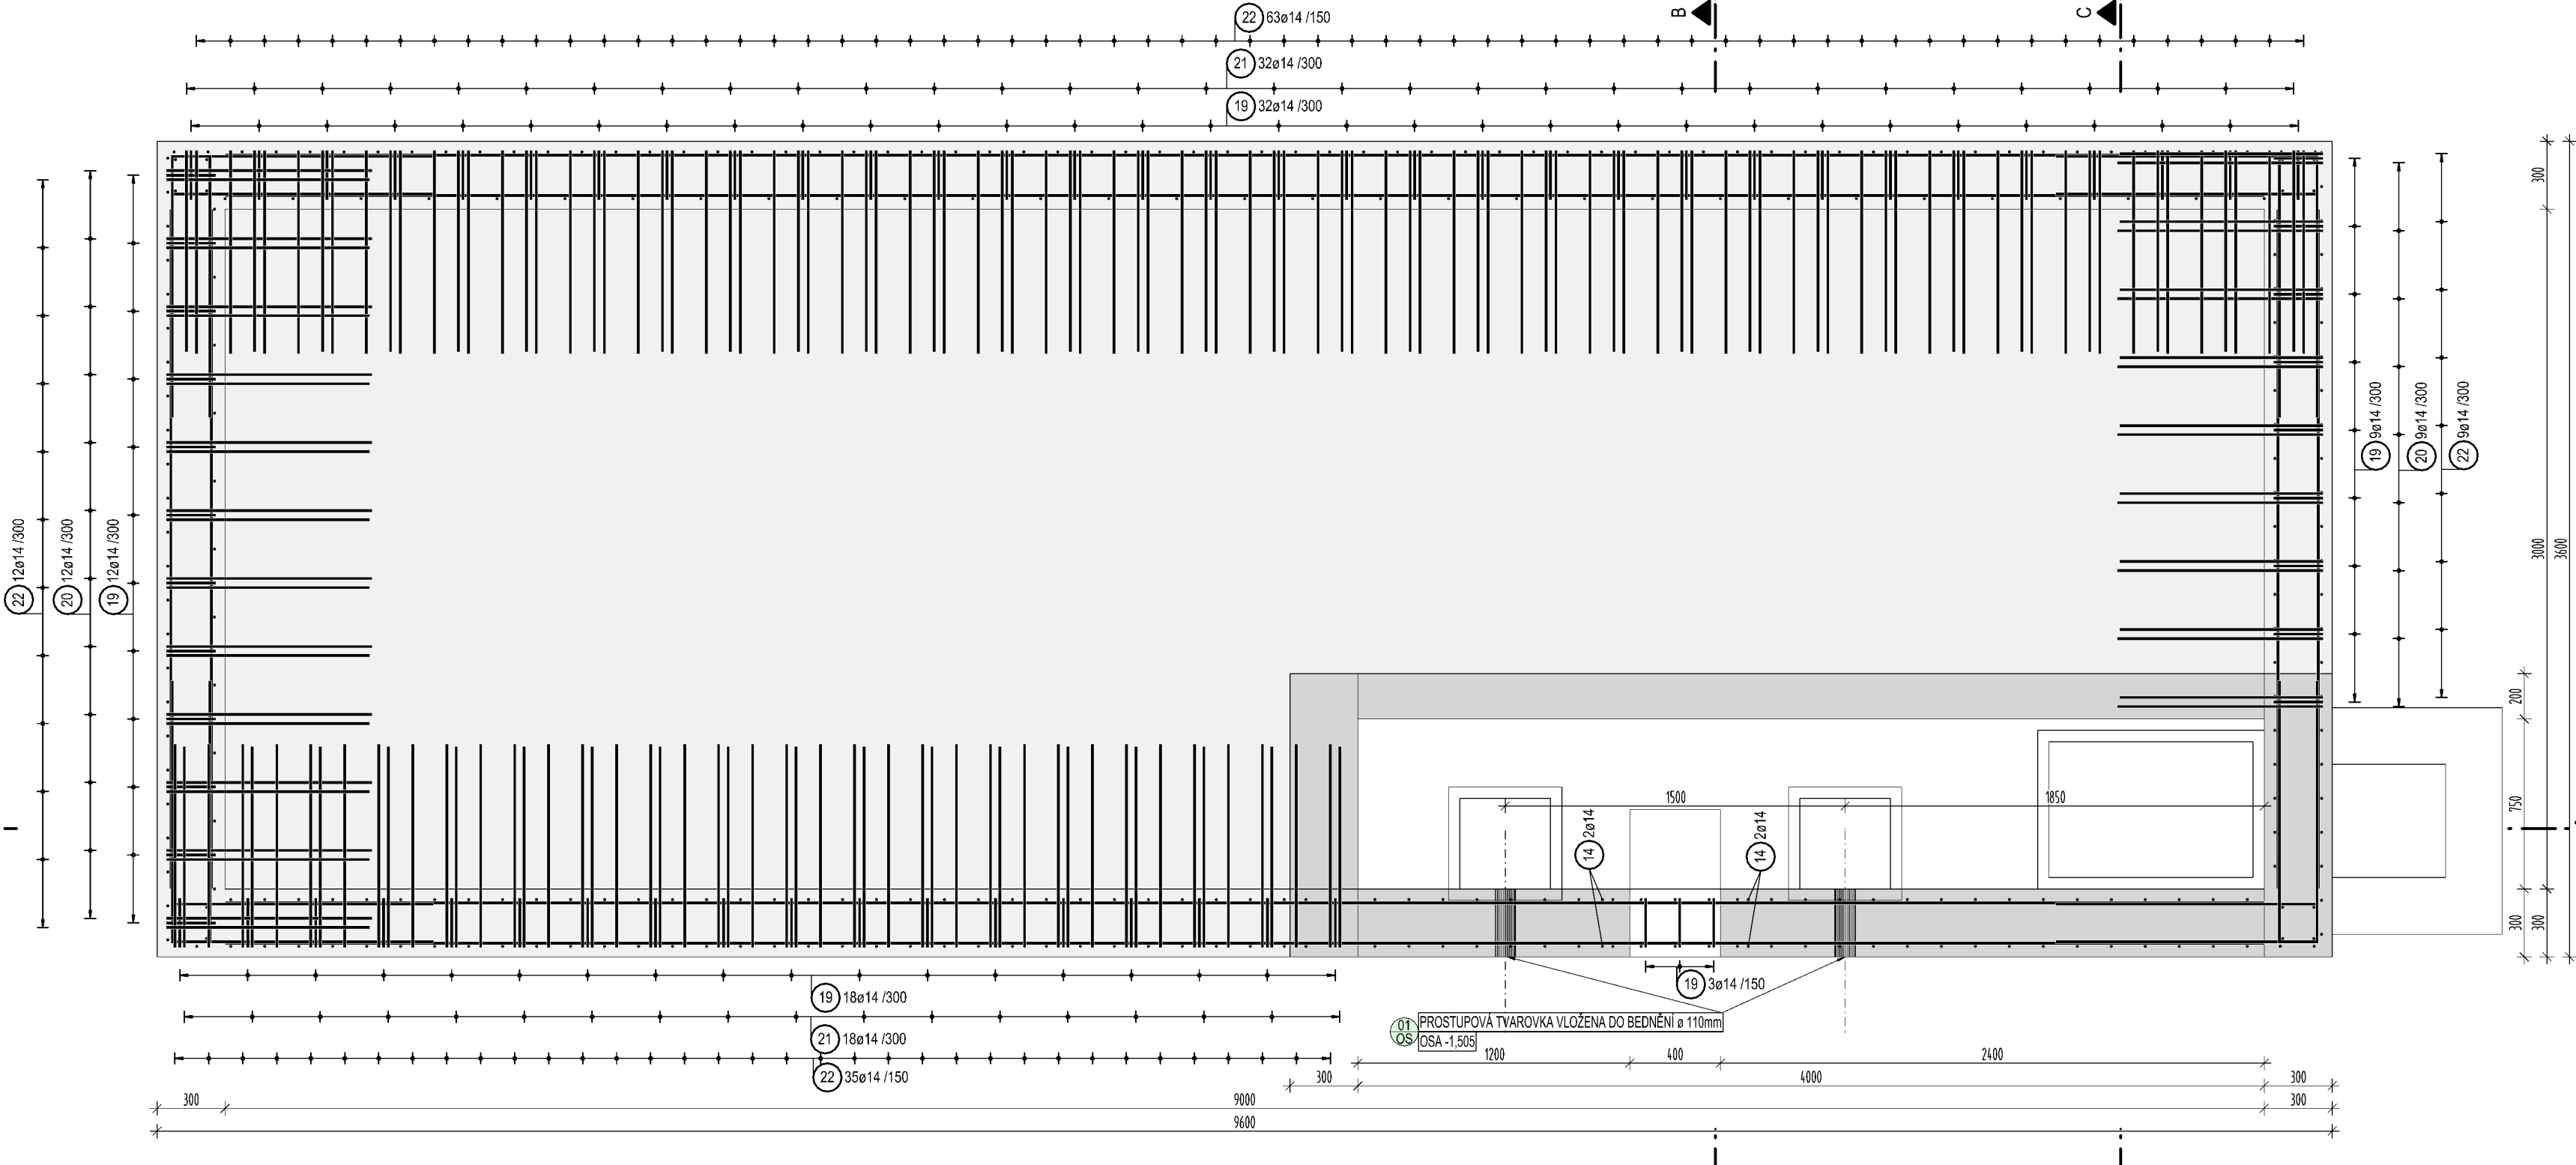 22 63ø14 /150
B
C
21 32ø14 /300
19 32ø14 /300
300
3000
3600
22 12ø14 /300
20 12ø14 /300
19 12ø14 /300
19 9ø14 /300
20 9ø14 /300
22 9ø14 /300
200
750
300
300
1500
1850
14 2ø14
14 2ø14
19 18ø14 /300
19 3ø14 /150
21 18ø14 /300
01 OS
PROSTUPOVÁ TVAROVKA VLOŽENA DO BEDNĚNÍ ø 110mm
OSA -1,505
22 35ø14 /150
1200
400
2400
300
4000
300
300
9000
300
9600